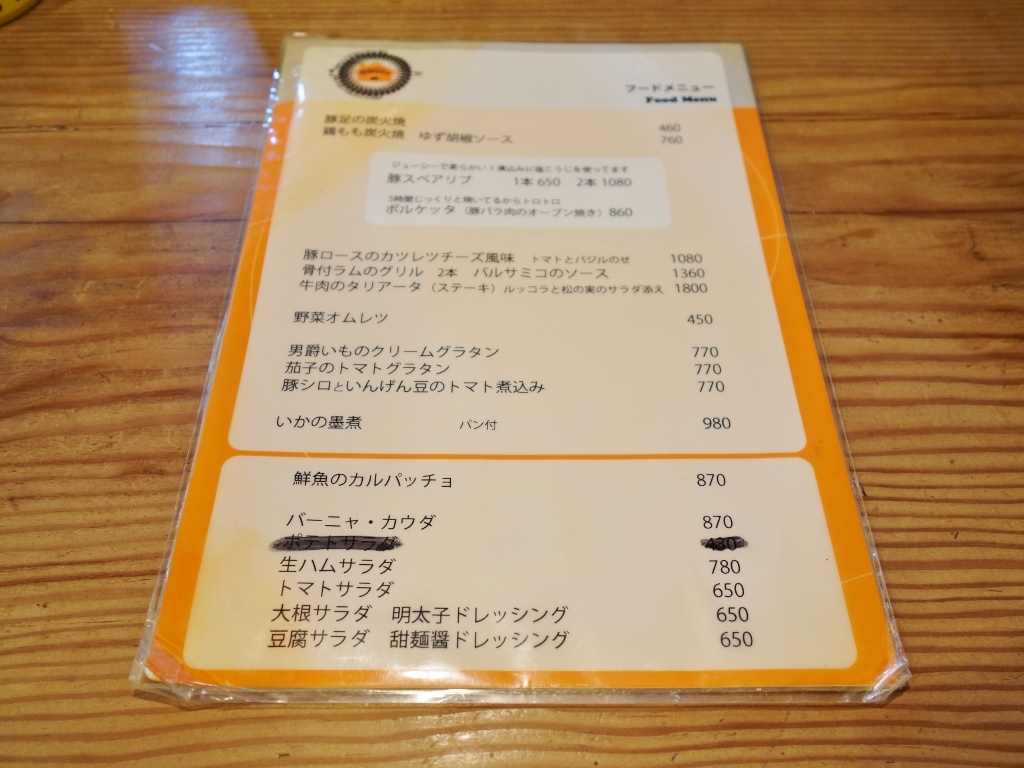 フードメニュー
Food Menu
豚足の炭火焼 460
鶏もも炭火焼 ゆず胡椒ソース 760
ジューシーで柔らかい！漬込みに塩こうじを使ってます
豚スペアリブ 1本 650 2本 1080
5時間じっくりと焼いてるからトロトロ
ポルケッタ（豚バラ肉のオーブン焼き）860
豚ロースのカツレツチーズ風味 トマトとバジルのせ 1080
骨付ラムのグリル 2本 バルサミコのソース 1360
牛肉のタリアータ（ステーキ）ルッコラと松の実のサラダ添え 1800
野菜オムレツ 450
男爵いものクリームグラタン 770
茄子のトマトグラタン 770
豚シロといんげん豆のトマト煮込み 770
いかの墨煮 パン付 980
鮮魚のカルパッチョ 870
バーニャ・カウダ 870
ポテトサラダ 430
生ハムサラダ 780
トマトサラダ 650
大根サラダ 明太子ドレッシング 650
豆腐サラダ 甜麺醤ドレッシング 650